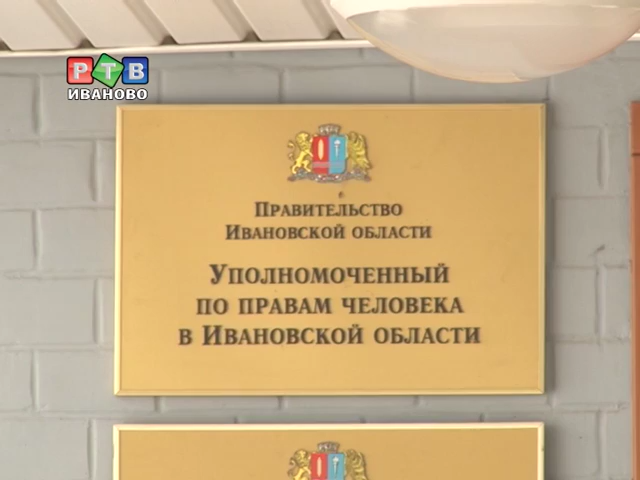 РТВ
ИВАНОВО
ПРАВИТЕЛЬСТВО
ИВАНОВСКОЙ ОБЛАСТИ
УПОЛНОМОЧЕННЫЙ
ПО ПРАВАМ ЧЕЛОВЕКА
В ИВАНОВСКОЙ ОБЛАСТИ